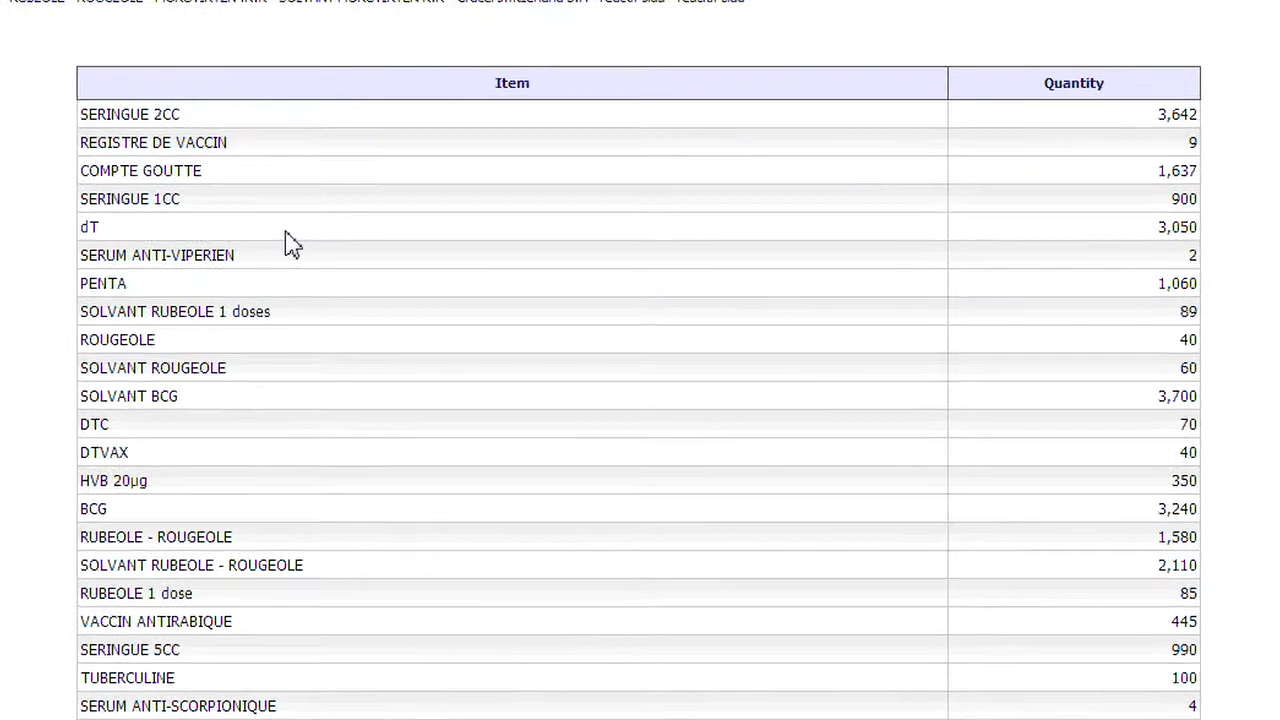 Item Quantity
SERINGUE 2CC 3,642
REGISTRE DE VACCIN 9
COMPTE GOUTTE 1,637
SERINGUE 1CC 900
dT 3,050
SERUM ANTI-VIPERIEN 2
PENTA 1,060
SOLVANT RUBEOLE 1 doses 89
ROUGEOLE 40
SOLVANT ROUGEOLE 60
SOLVANT BCG 3,700
DTC 70
DTVAX 40
HVB 20µg 350
BCG 3,240
RUBEOLE - ROUGEOLE 1,580
SOLVANT RUBEOLE - ROUGEOLE 2,110
RUBEOLE 1 dose 85
VACCIN ANTIRABIQUE 445
SERINGUE 5CC 990
TUBERCULINE 100
SERUM ANTI-SCORPIONIQUE 4